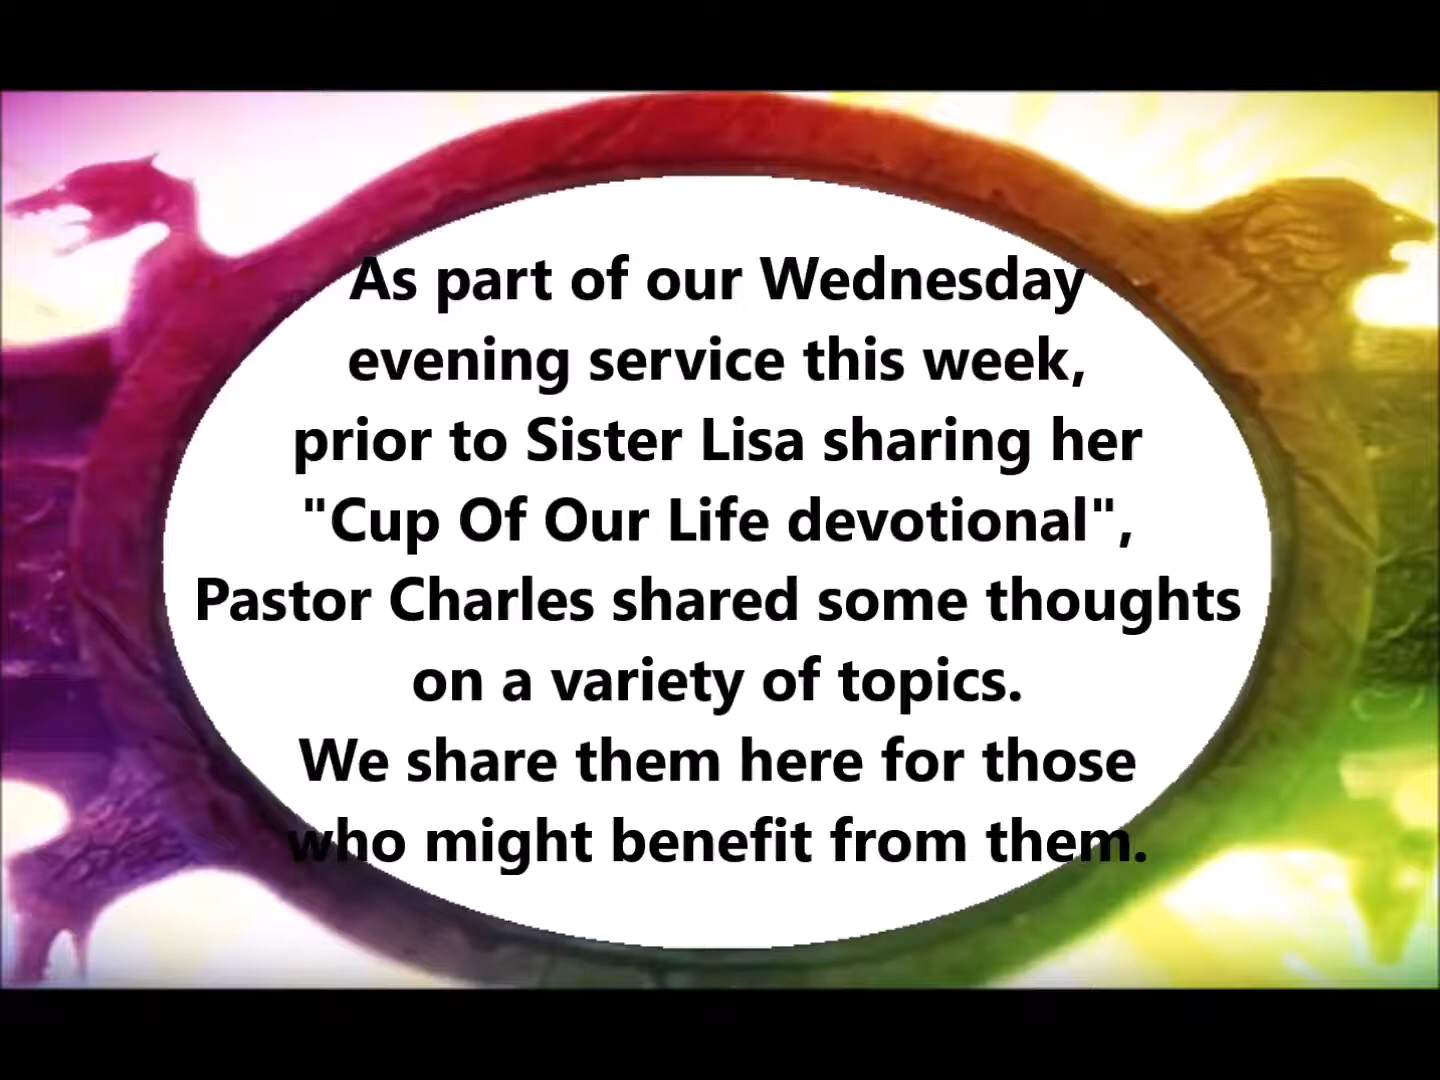 As part of our Wednesday
evening service this week,
prior to Sister Lisa sharing her
"Cup Of Our Life devotional",
Pastor Charles shared some thoughts
on a variety of topics.
We share them here for those
who might benefit from them.